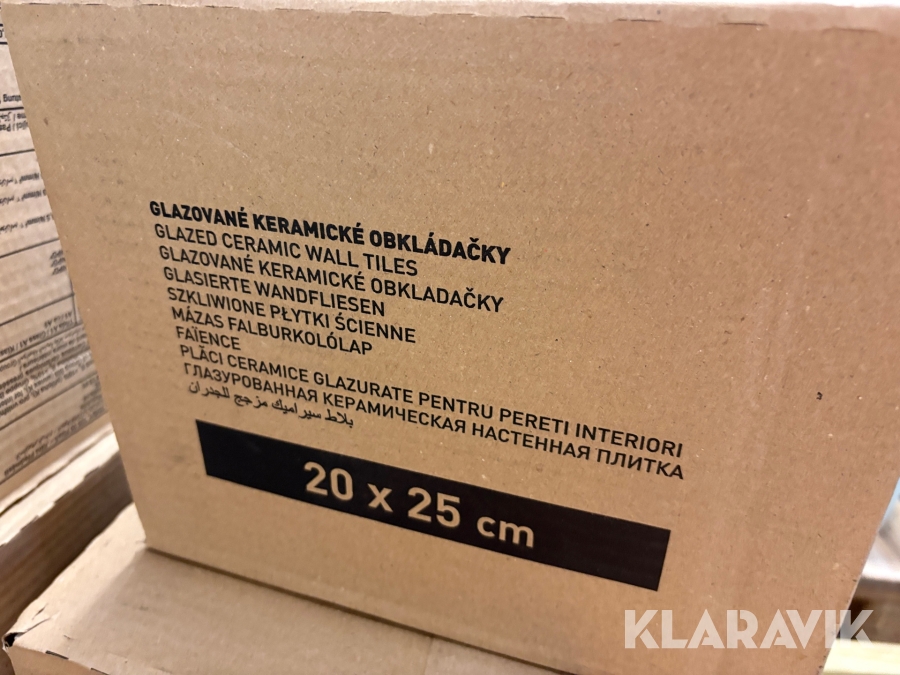 GLAZOVANÉ KERAMICKÉ OBKLÁDAČKY
GLAZED CERAMIC WALL TILES
GLAZOVANÉ KERAMICKÉ OBKLADAČKY
GLASIERTE WANDFLIESEN
SZKLIWIONE PŁYTKI ŚCIENNE
MÁZAS FALBURKOLÓLAP
FAÏENCE
PLĂCI CERAMICE GLAZURATE PENTRU PERETI INTERIORI
ГЛАЗУРОВАННАЯ КЕРАМИЧЕСКАЯ НАСТЕННАЯ ПЛИТКА
بلاط سيراميك مزجج للجدران
20 x 25 cm
KLARAVIK